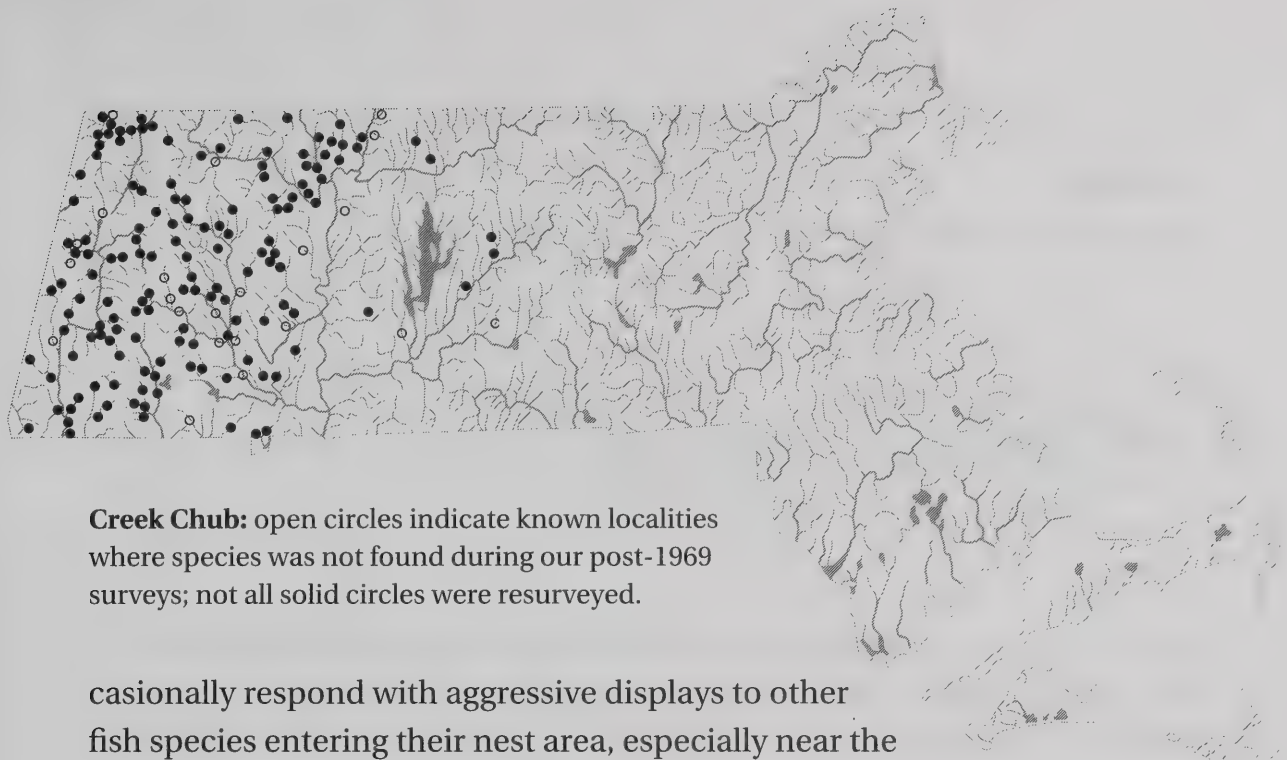 Creek Chub: open circles indicate known localities
where species was not found during our post-1969
surveys; not all solid circles were resurveyed.
casionally respond with aggressive displays to other
fish species entering their nest area, especially near the